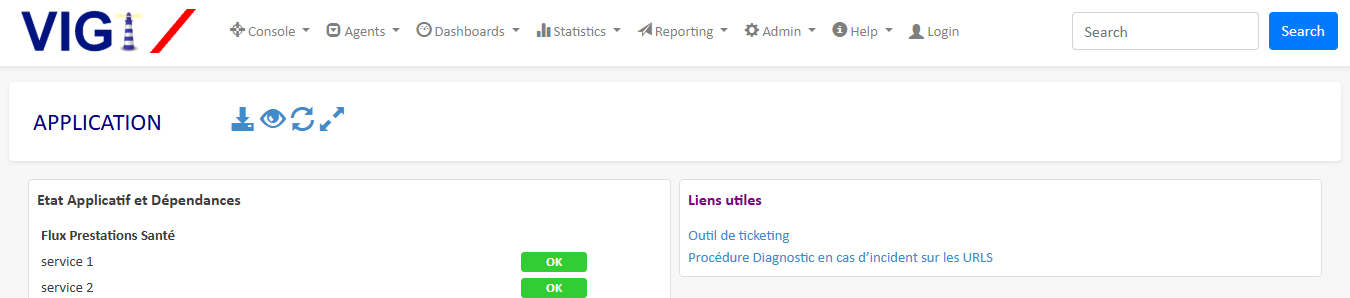 VIGI
Console Agents Dashboards Statistics Reporting Admin Help Login Search Search
APPLICATION
Etat Applicatif et Dépendances
Flux Prestations Santé
service 1 OK
service 2 OK
Liens utiles
Outil de ticketing
Procédure Diagnostic en cas d’incident sur les URLS